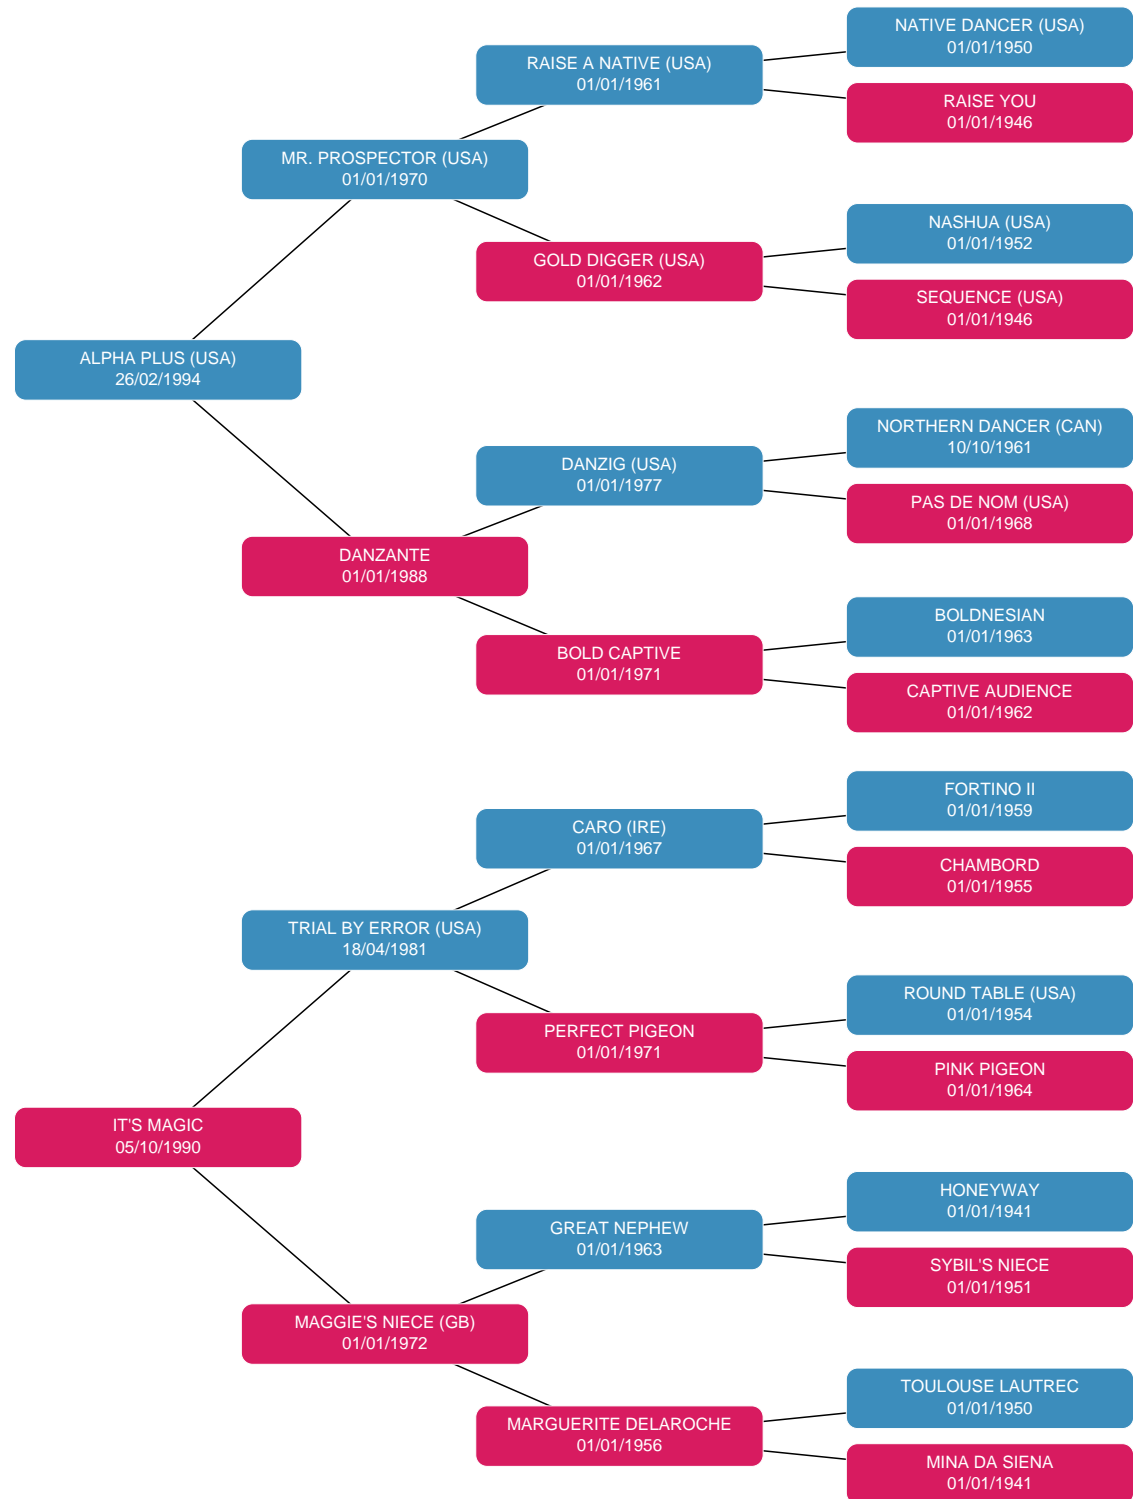 NATIVE DANCER (USA)
01/01/1950
RAISE A NATIVE (USA)
01/01/1961
RAISE YOU
01/01/1946
MR. PROSPECTOR (USA)
01/01/1970
NASHUA (USA)
01/01/1952
GOLD DIGGER (USA)
01/01/1962
SEQUENCE (USA)
01/01/1946
ALPHA PLUS (USA)
26/02/1994
NORTHERN DANCER (CAN)
10/10/1961
DANZIG (USA)
01/01/1977
PAS DE NOM (USA)
01/01/1968
DANZANTE
01/01/1988
BOLDNESIAN
01/01/1963
BOLD CAPTIVE
01/01/1971
CAPTIVE AUDIENCE
01/01/1962
FORTINO II
01/01/1959
CARO (IRE)
01/01/1967
CHAMBORD
01/01/1955
TRIAL BY ERROR (USA)
18/04/1981
ROUND TABLE (USA)
01/01/1954
PERFECT PIGEON
01/01/1971
PINK PIGEON
01/01/1964
IT'S MAGIC
05/10/1990
HONEYWAY
01/01/1941
GREAT NEPHEW
01/01/1963
SYBIL'S NIECE
01/01/1951
MAGGIE'S NIECE (GB)
01/01/1972
TOULOUSE LAUTREC
01/01/1950
MARGUERITE DELAROCHE
01/01/1956
MINA DA SIENA
01/01/1941